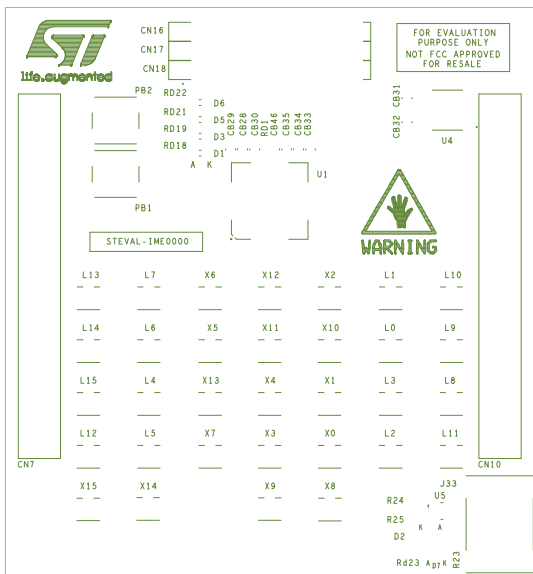 CN16
FOR EVALUATION
PURPOSE ONLY
NOT FCC APPROVED
FOR RESALE
CN17
CN18
life.augmented
PB2
RD22
D6
RD21
D5
RD19
D3
RD18
D1
A K
CB29
CB28
CB30
RD1
CB46
CB35
CB34
CB33
CB31
CB32
U4
U1
PB1
STEVAL-IME0000
WARNING
L13 L7 X6 X12 X2 L1 L10
L14 L6 X5 X11 X10 L0 L9
L15 L4 X13 X4 X1 L3 L8
L12 L5 X7 X3 X0 L2 L11
CN7
CN10
X15 X14 X9 X8
J33
U5
R24
R25
K A
D2
Rd23 A D7 K R23